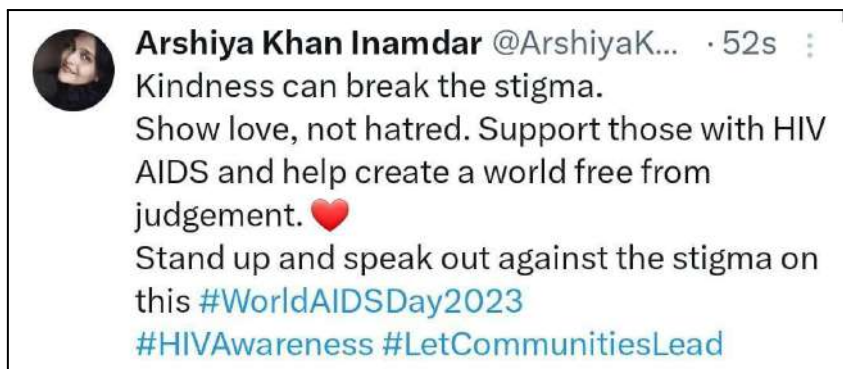 Arshiya Khan Inamdar @ArshiyaK... · 52s
Kindness can break the stigma.
Show love, not hatred. Support those with HIV
AIDS and help create a world free from
judgement. ❤️
Stand up and speak out against the stigma on
this #WorldAIDSDay2023
#HIVAwareness #LetCommunitiesLead